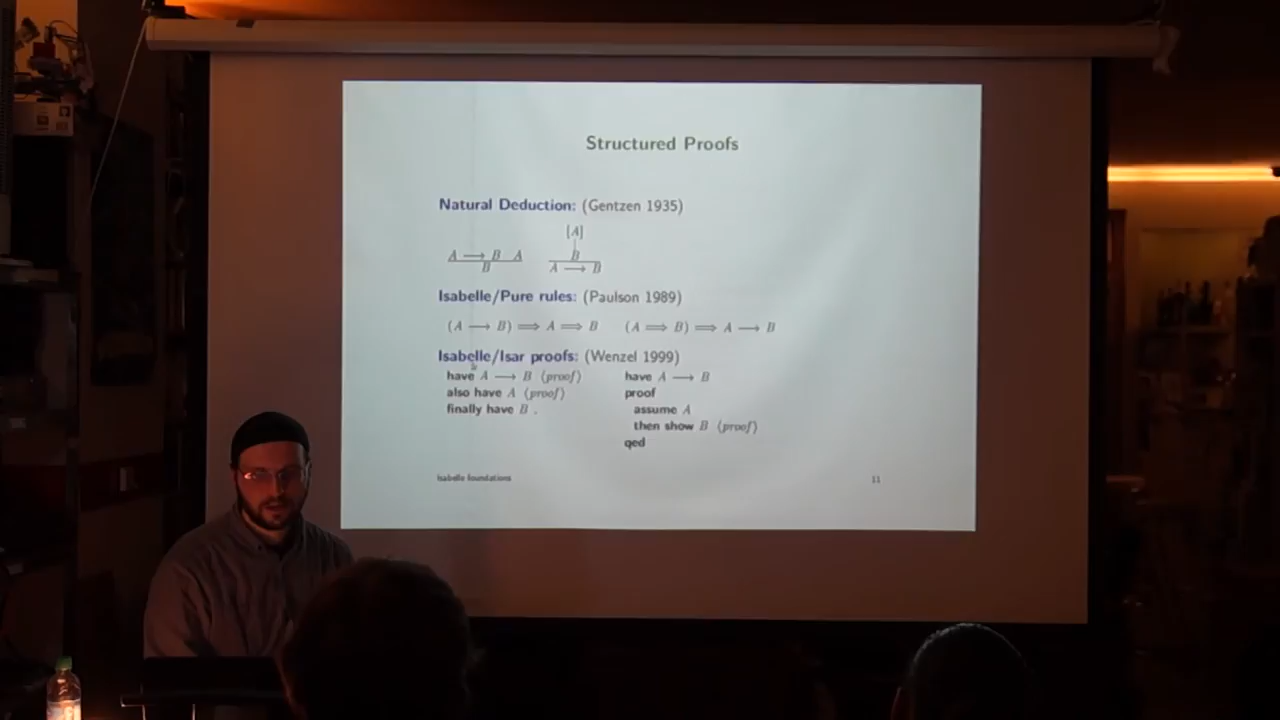 Structured Proofs
Natural Deduction: (Gentzen 1935)
[A]
A ⟶ B A B
B A ⟶ B
Isabelle/Pure rules: (Paulson 1989)
(A ⟶ B) ⟹ A ⟹ B (A ⟹ B) ⟹ A ⟶ B
Isabelle/Isar proofs: (Wenzel 1999)
have A ⟶ B ⟨proof⟩ have A ⟶ B
also have A ⟨proof⟩ proof
finally have B . assume A
then show B ⟨proof⟩
qed
Isabelle foundations 11